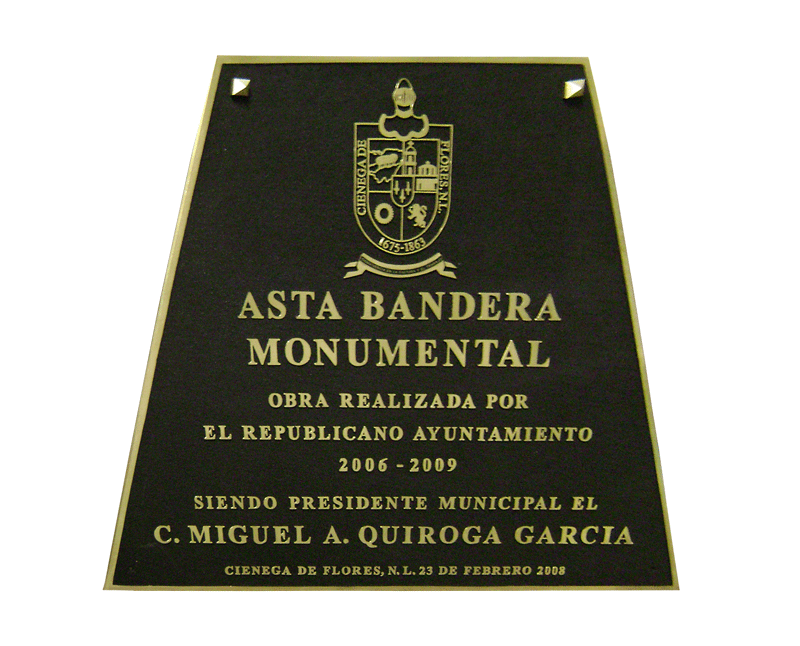 CIENEGA DE FLORES, N.L.
1675-1863
ASTA BANDERA
MONUMENTAL
OBRA REALIZADA POR
EL REPUBLICANO AYUNTAMIENTO
2006 - 2009
SIENDO PRESIDENTE MUNICIPAL EL
C. MIGUEL A. QUIROGA GARCIA
CIENEGA DE FLORES, N. L. 23 DE FEBRERO 2008